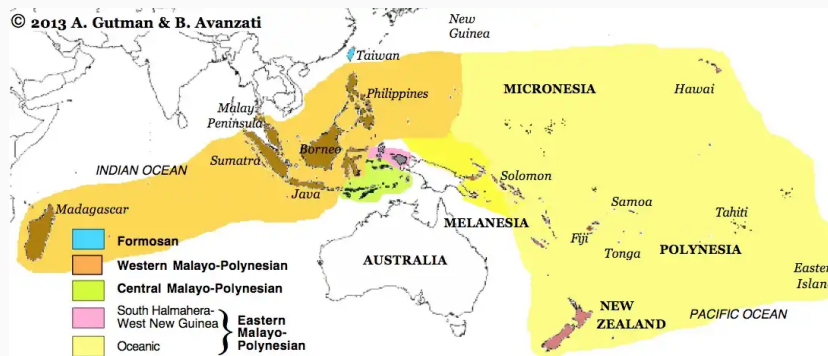 © 2013 A. Gutman & B. Avanzati
New
Guinea
Taiwan
Philippines
MICRONESIA
Hawai
Malay
Peninsula
Borneo
Sumatra
INDIAN OCEAN
Java
Solomon
Madagascar
Samoa
Tahiti
MELANESIA
Fiji
Tonga
POLYNESIA
AUSTRALIA
Easter
Islan
NEW
ZEALAND
PACIFIC OCEAN
Formosan
Western Malayo-Polynesian
Central Malayo-Polynesian
South Halmahera-
West New Guinea
Oceanic
Eastern
Malayo-
Polynesian